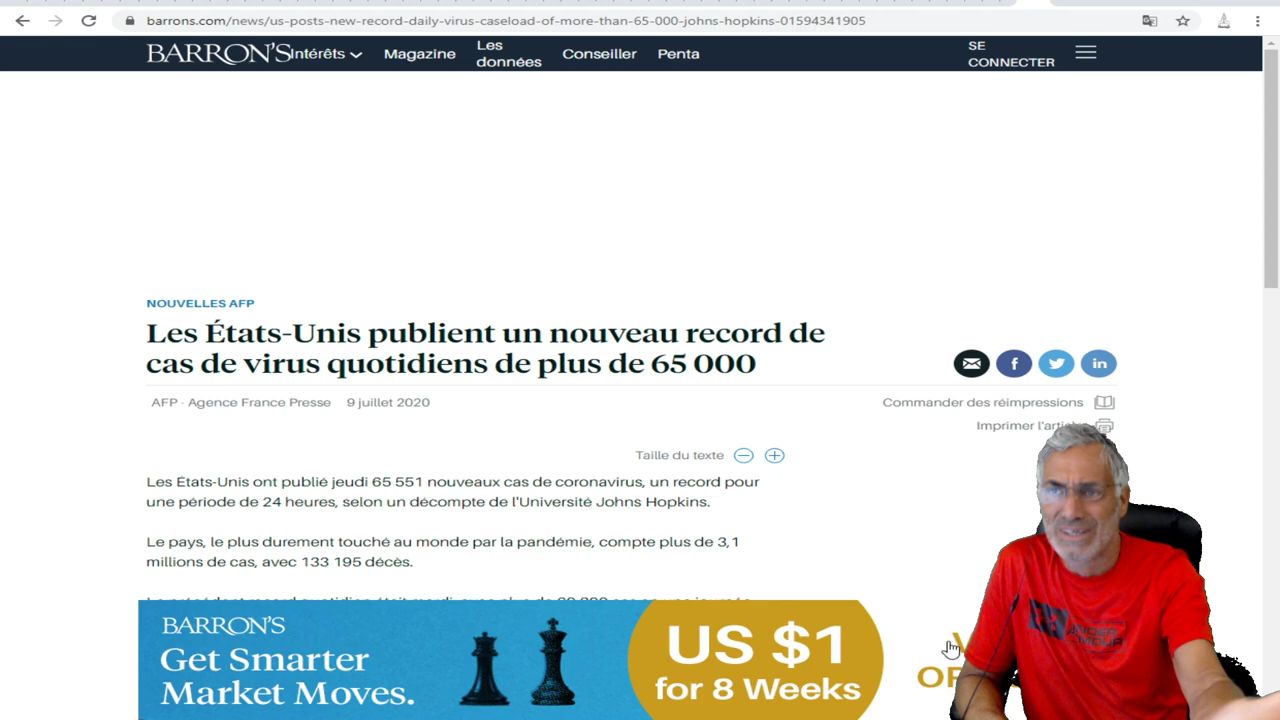 barrons.com/news/us-posts-new-record-daily-virus-caseload-of-more-than-65-000-johns-hopkins-01594341905
BARRON'S Intérêts Magazine Les données Conseiller Penta SE CONNECTER
NOUVELLES AFP
Les États-Unis publient un nouveau record de
cas de virus quotidiens de plus de 65 000
AFP - Agence France Presse 9 juillet 2020
Commander des réimpressions
Imprimer
Taille du texte
Les États-Unis ont publié jeudi 65 551 nouveaux cas de coronavirus, un record pour
une période de 24 heures, selon un décompte de l'Université Johns Hopkins.
Le pays, le plus durement touché au monde par la pandémie, compte plus de 3,1
millions de cas, avec 133 195 décès.
BARRON'S
Get Smarter
Market Moves.
US $1
for 8 Weeks